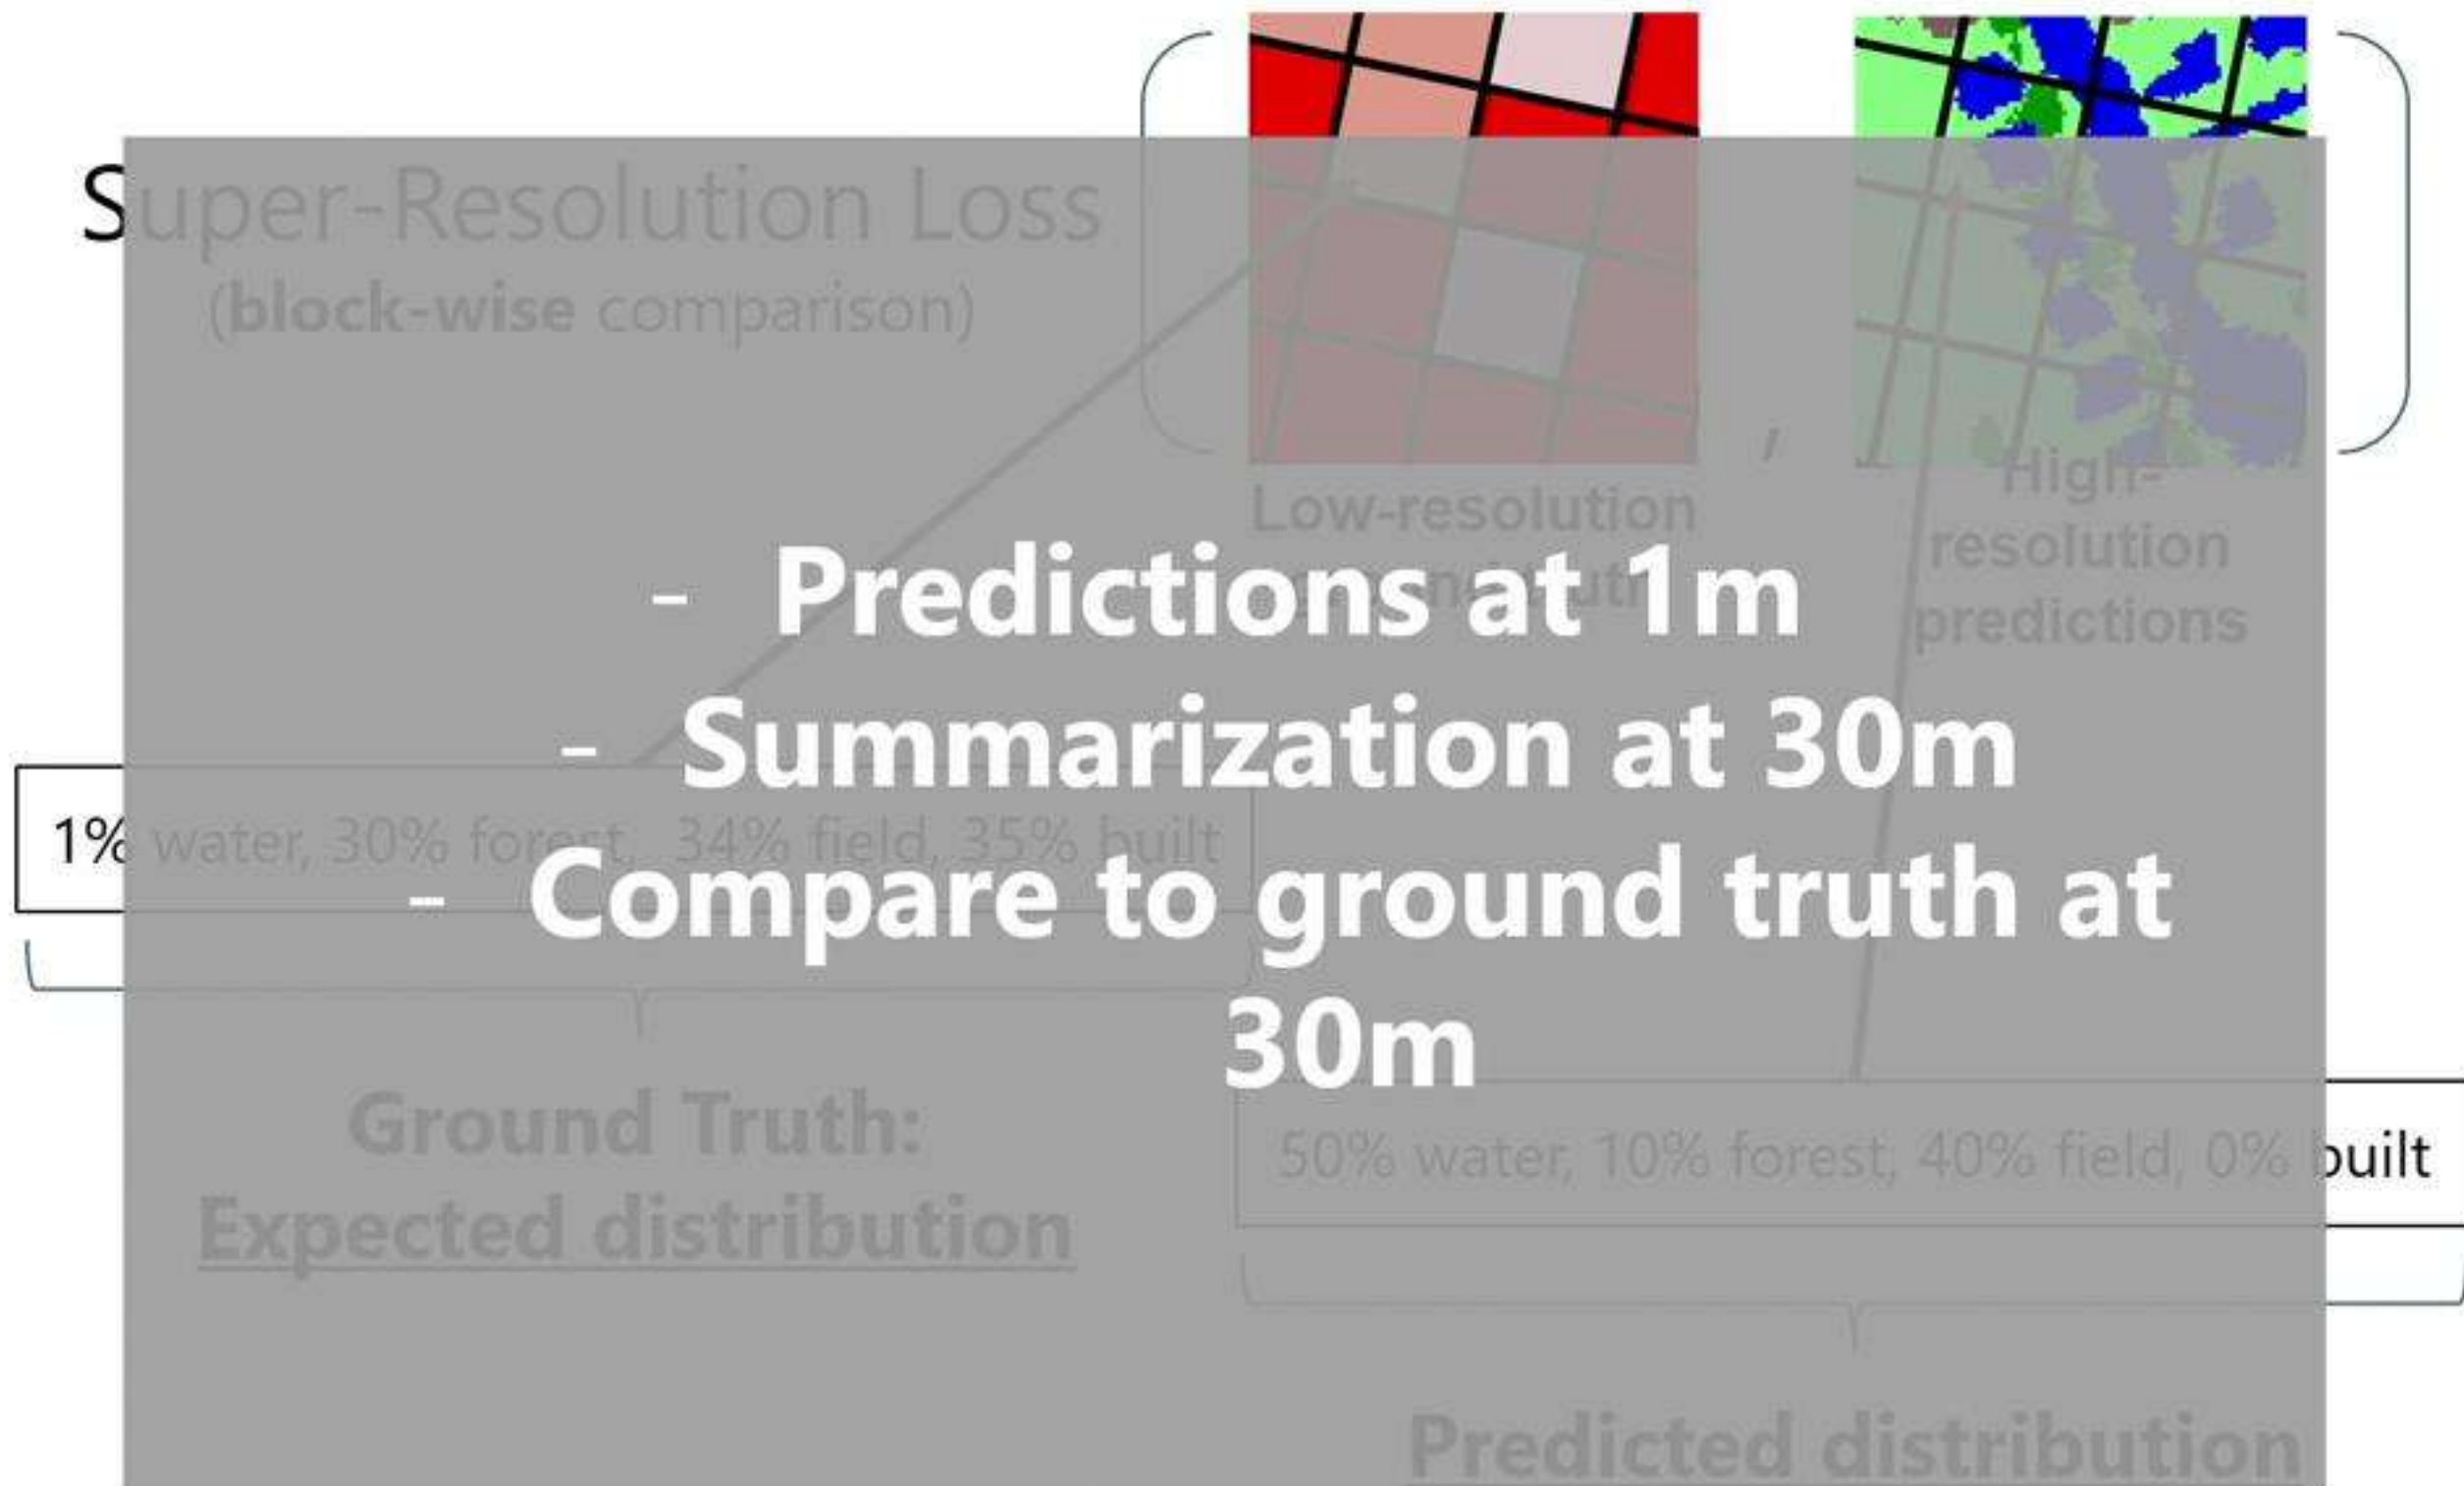 Super-Resolution Loss
(block-wise comparison)
,
Low-resolution
High-
resolution
predictions
- Predictions at 1m
- Summarization at 30m
- Compare to ground truth at
30m
1% water, 30% forest, 34% field, 35% built
Ground Truth:
Expected distribution
50% water, 10% forest, 40% field, 0% built
Predicted distribution